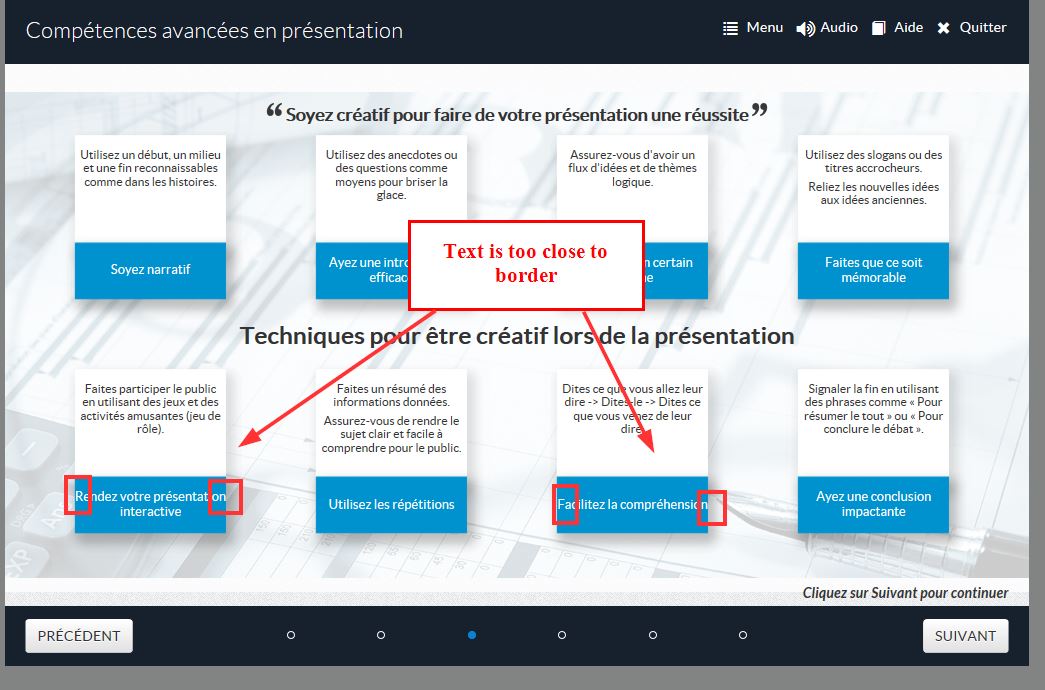 Compétences avancées en présentation
Menu
Audio
Aide
Quitter
“ Soyez créatif pour faire de votre présentation une réussite ”
Utilisez un début, un milieu
et une fin reconnaissables
comme dans les histoires.
Soyez narratif
Utilisez des anecdotes ou
des questions comme
moyens pour briser la
glace.
Ayez une intro
effica
Assurez-vous d'avoir un
flux d'idées et de thèmes
logique.
certain
Utilisez des slogans ou des
titres accrocheurs.
Reliez les nouvelles idées
aux idées anciennes.
Faites que ce soit
mémorable
Text is too close to
border
Techniques pour être créatif lors de la présentation
Faites participer le public
en utilisant des jeux et des
activités amusantes (jeu de
rôle).
Rendez votre présentation
interactive
Faites un résumé des
informations données.
Assurez-vous de rendre le
sujet clair et facile à
comprendre pour le public.
Utilisez les répétitions
Dites ce que vous allez leur
dire -> Dites-le -> Dites ce
que vous venez de leur
dire
Facilitez la compréhension
Signaler la fin en utilisant
des phrases comme « Pour
résumer le tout » ou « Pour
conclure le débat ».
Ayez une conclusion
impactante
Cliquez sur Suivant pour continuer
PRÉCÉDENT
SUIVANT